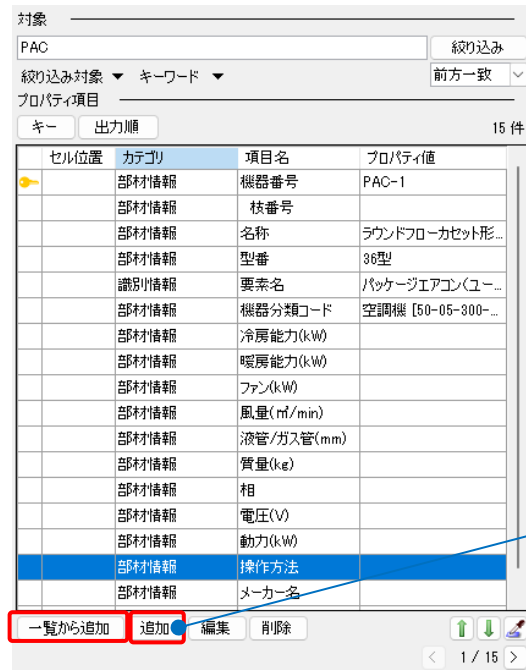 対象
PAC 絞り込み
絞り込み対象 ▼ キーワード ▼ 前方一致
プロパティ項目
キー 出力順 15 件
セル位置 カテゴリ 項目名 プロパティ値
部材情報 機器番号 PAC-1
部材情報 枝番号
部材情報 名称 ラウンドフローカセット形...
部材情報 型番 36型
識別情報 要素名 パッケージエアコン(ユー...
部材情報 機器分類コード 空調機 [50-05-300-...
部材情報 冷房能力(kW)
部材情報 暖房能力(kW)
部材情報 ファン(kW)
部材情報 風量(㎥/min)
部材情報 液管/ガス管(mm)
部材情報 質量(kg)
部材情報 相
部材情報 電圧(V)
部材情報 動力(kW)
部材情報 操作方法
部材情報 メーカー名
一覧から追加 追加 編集 削除
< 1 / 15 >